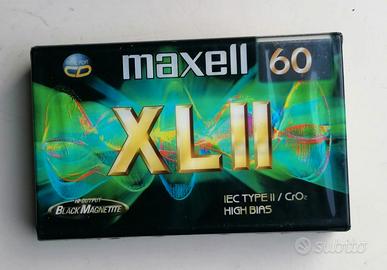 maxell 60
CD
XLII
HI-OUTPUT
BLACK MAGNETITE
IEC TYPE II / CrO₂
HIGH BIAS
subito